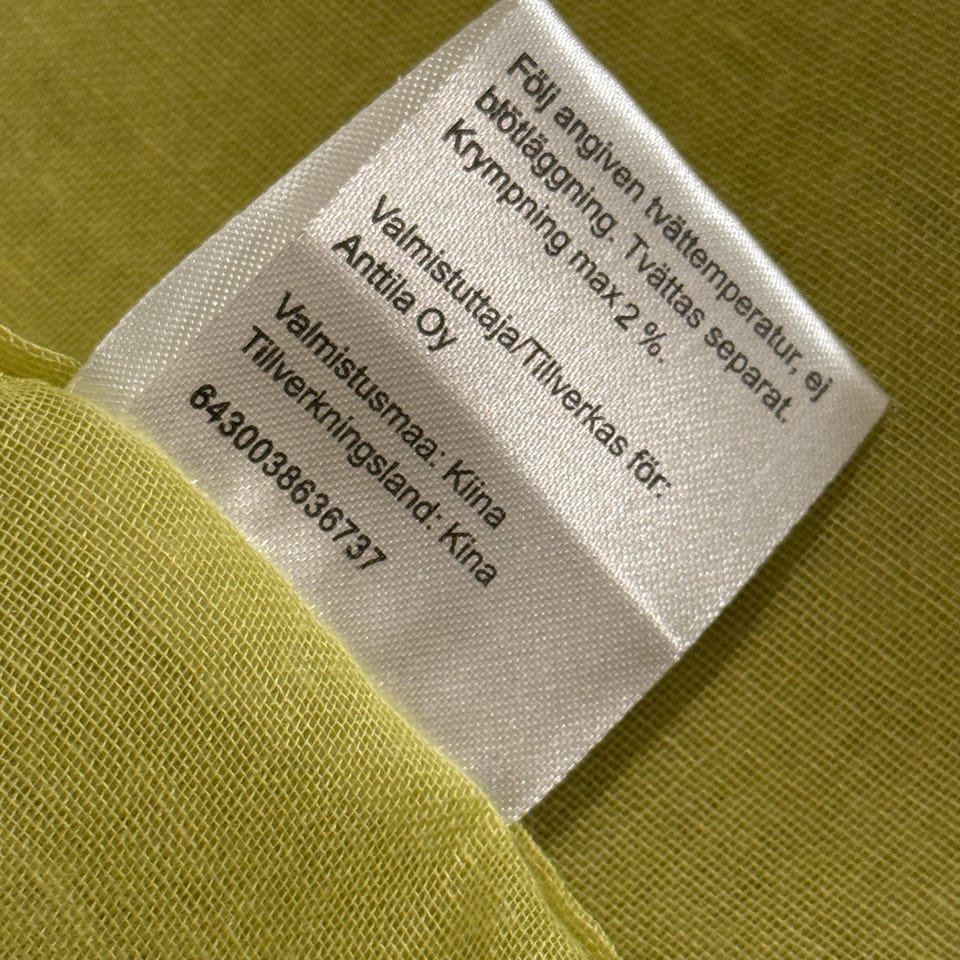 Följ angiven tvättemperatur, ej
blötläggning. Tvättas separat.
Krympning max 2 %.
Valmistuttaja/Tillverkas för:
Anttila Oy
Valmistusmaa: Kiina
Tillverkningsland: Kina
6430038636737